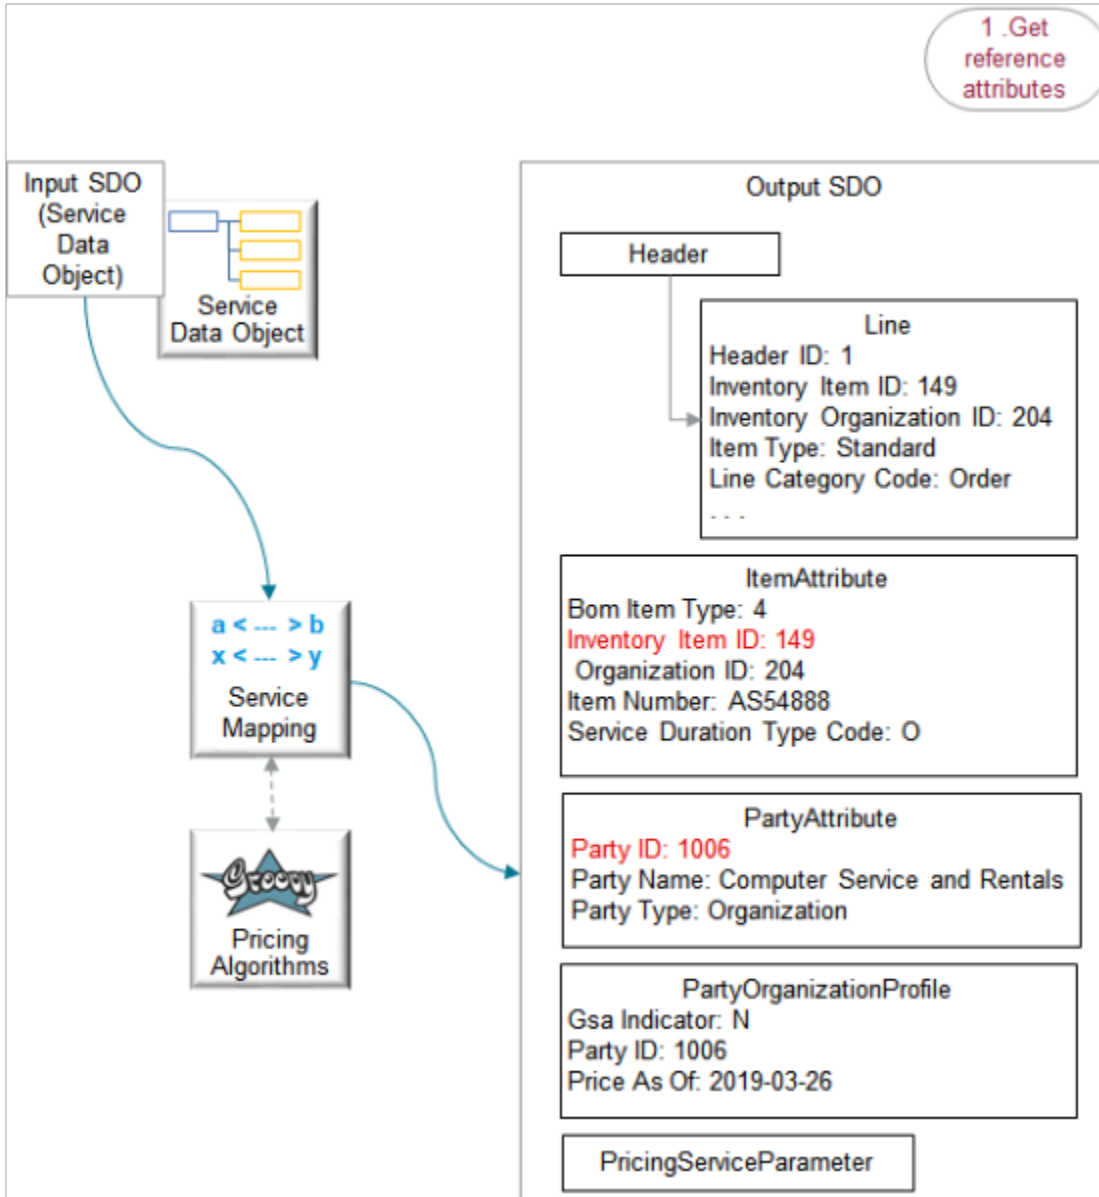 1 .Get
reference
attributes
Input SDO
(Service
Data
Object)
Service
Data Object
a < --- > b
x < --- > y
Service
Mapping
Groovy
Pricing
Algorithms
Output SDO
Header
Line
Header ID: 1
Inventory Item ID: 149
Inventory Organization ID: 204
Item Type: Standard
Line Category Code: Order
. . .
ItemAttribute
Bom Item Type: 4
Inventory Item ID: 149
Organization ID: 204
Item Number: AS54888
Service Duration Type Code: O
PartyAttribute
Party ID: 1006
Party Name: Computer Service and Rentals
Party Type: Organization
PartyOrganizationProfile
Gsa Indicator: N
Party ID: 1006
Price As Of: 2019-03-26
PricingServiceParameter